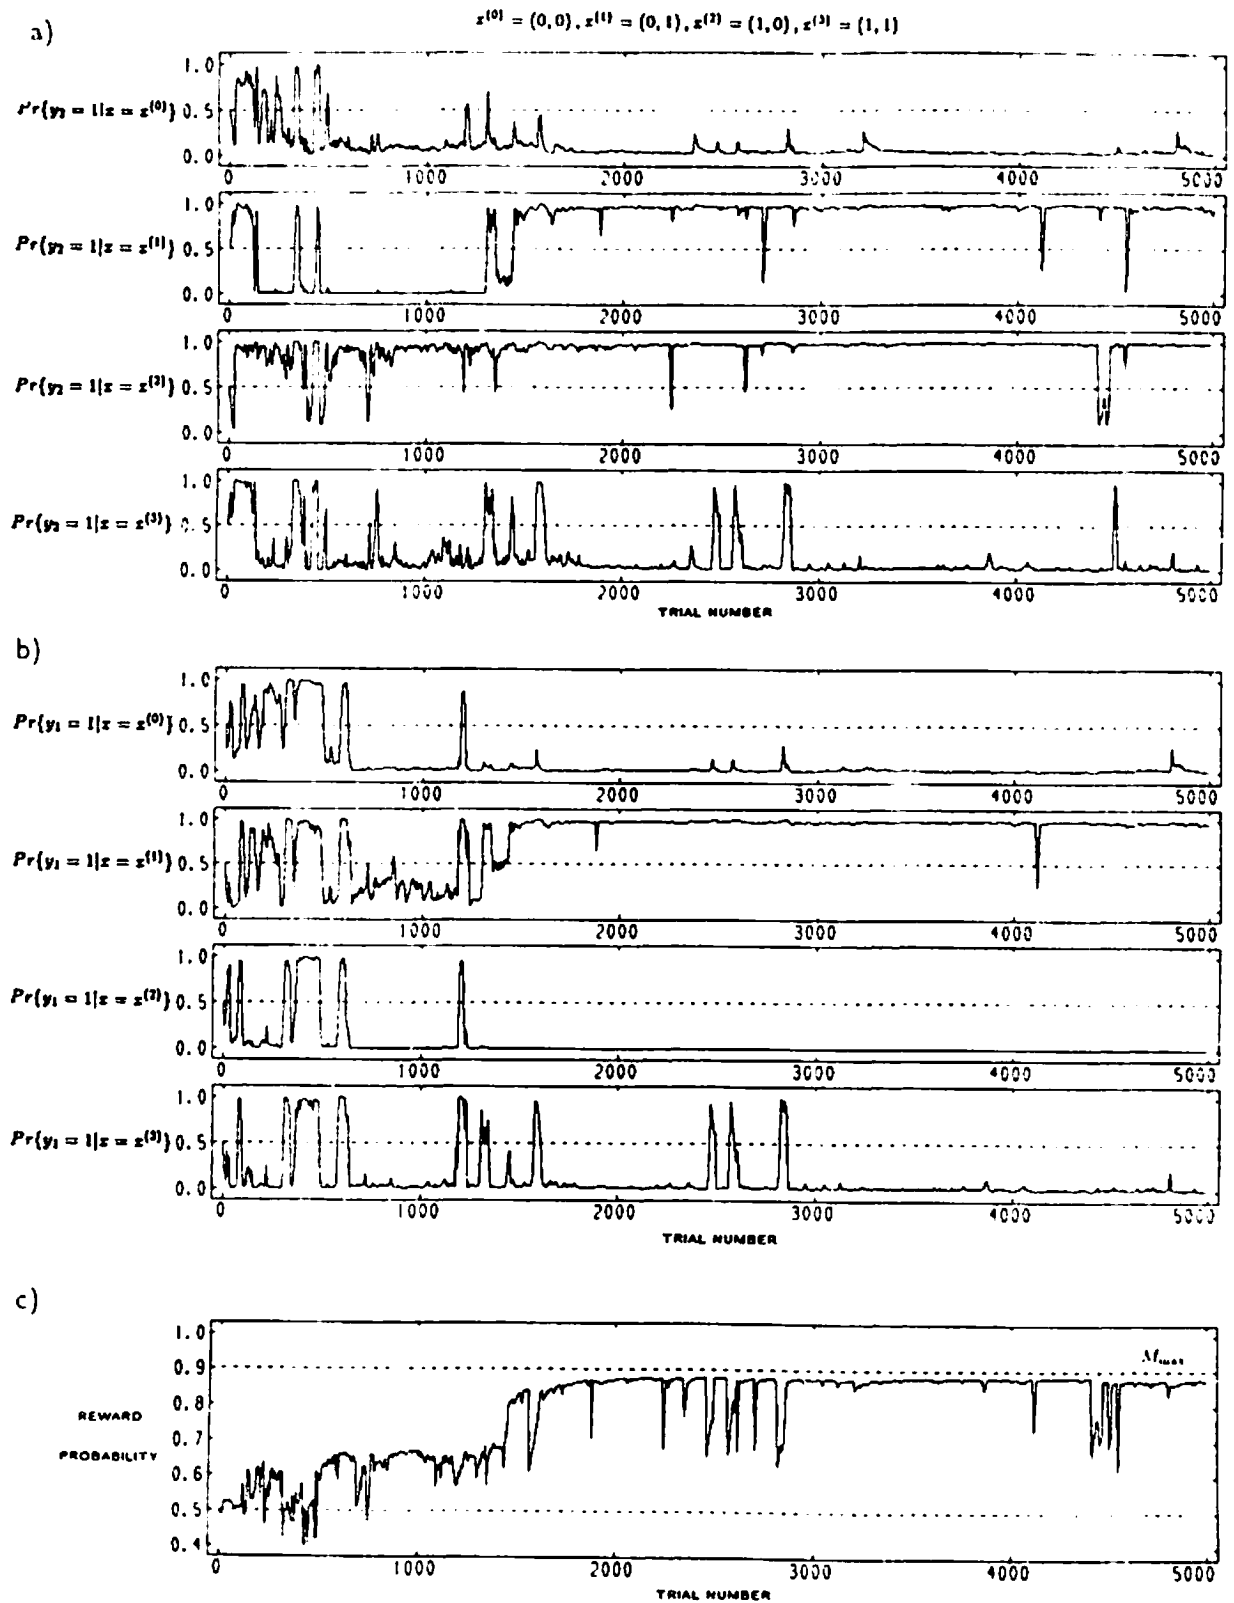 x^(0) = (0,0), x^(1) = (0,1), x^(2) = (1,0), x^(3) = (1,1)
a)
Pr{y₂ = 1|x = x^(0)}
1.0
0.5
0.0
0 1000 2000 3000 4000 5000
Pr{y₂ = 1|x = x^(1)}
1.0
0.5
0.0
0 1000 2000 3000 4000 5000
Pr{y₂ = 1|x = x^(2)}
1.0
0.5
0.0
0 1000 2000 3000 4000 5000
Pr{y₂ = 1|x = x^(3)}
1.0
0.5
0.0
0 1000 2000 3000 4000 5000
TRIAL NUMBER
b)
Pr{y₁ = 1|x = x^(0)}
1.0
0.5
0.0
0 1000 2000 3000 4000 5000
Pr{y₁ = 1|x = x^(1)}
1.0
0.5
0.0
0 1000 2000 3000 4000 5000
Pr{y₁ = 1|x = x^(2)}
1.0
0.5
0.0
0 1000 2000 3000 4000 5000
Pr{y₁ = 1|x = x^(3)}
1.0
0.5
0.0
0 1000 2000 3000 4000 5000
TRIAL NUMBER
c)
1.0
0.9
M_max
0.8
REWARD
0.7
PROBABILITY
0.6
0.5
0.4
0 1000 2000 3000 4000 5000
TRIAL NUMBER